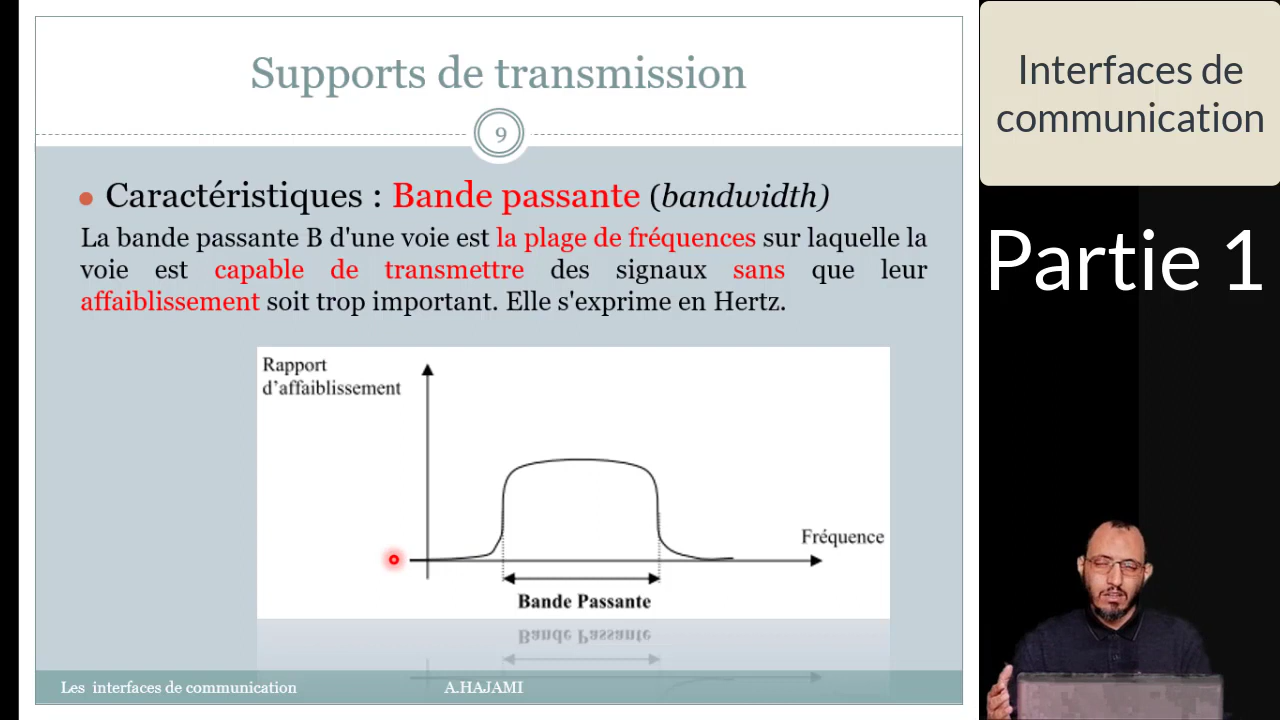 Supports de transmission
9
Caractéristiques : Bande passante (bandwidth)
La bande passante B d'une voie est la plage de fréquences sur laquelle la
voie est capable de transmettre des signaux sans que leur
affaiblissement soit trop important. Elle s'exprime en Hertz.
Rapport
d'affaiblissement
Fréquence
Bande Passante
Bande Passante
Les interfaces de communication
A.HAJAMI
Interfaces de
communication
Partie 1